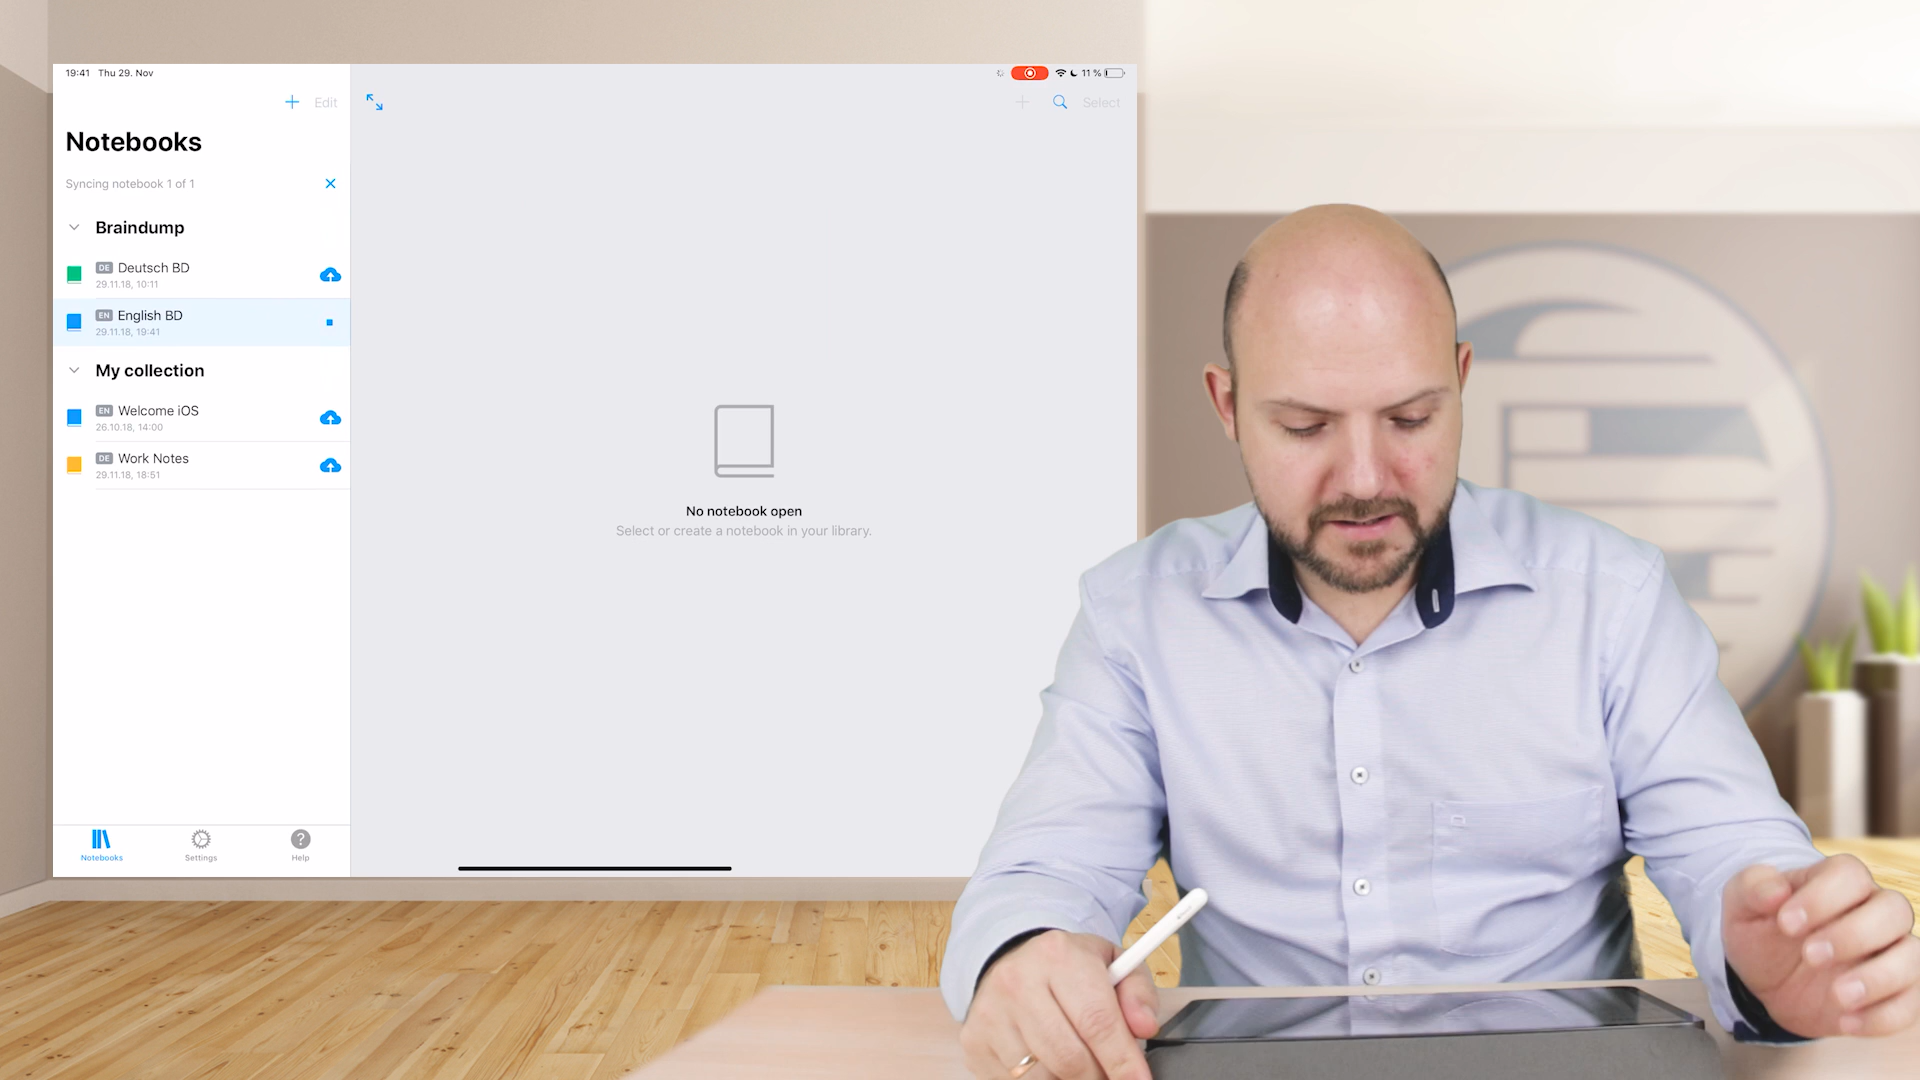 19:41 Thu 29. Nov
11 %
Edit
Select
Notebooks
Syncing notebook 1 of 1
Braindump
DE Deutsch BD
29.11.18, 10:11
EN English BD
29.11.18, 19:41
My collection
EN Welcome iOS
26.10.18, 14:00
DE Work Notes
29.11.18, 18:51
No notebook open
Select or create a notebook in your library.
Notebooks
Settings
? Help